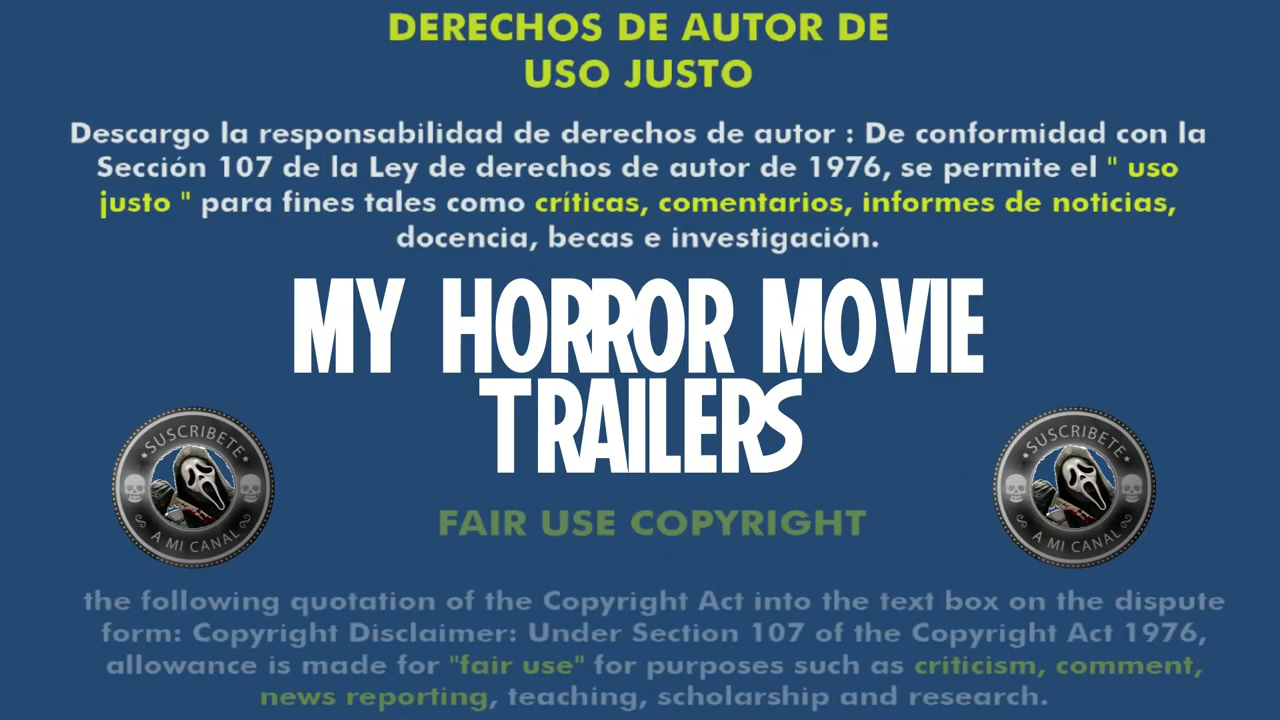 DERECHOS DE AUTOR DE
USO JUSTO
Descargo la responsabilidad de derechos de autor : De conformidad con la
Sección 107 de la Ley de derechos de autor de 1976, se permite el " uso
justo " para fines tales como críticas, comentarios, informes de noticias,
docencia, becas e investigación.
MY HORROR MOVIE
TRAILERS
SUSCRIBETE
A MI CANAL
SUSCRIBETE
A MI CANAL
FAIR USE COPYRIGHT
the following quotation of the Copyright Act into the text box on the dispute
form: Copyright Disclaimer: Under Section 107 of the Copyright Act 1976,
allowance is made for "fair use" for purposes such as criticism, comment,
news reporting, teaching, scholarship and research.